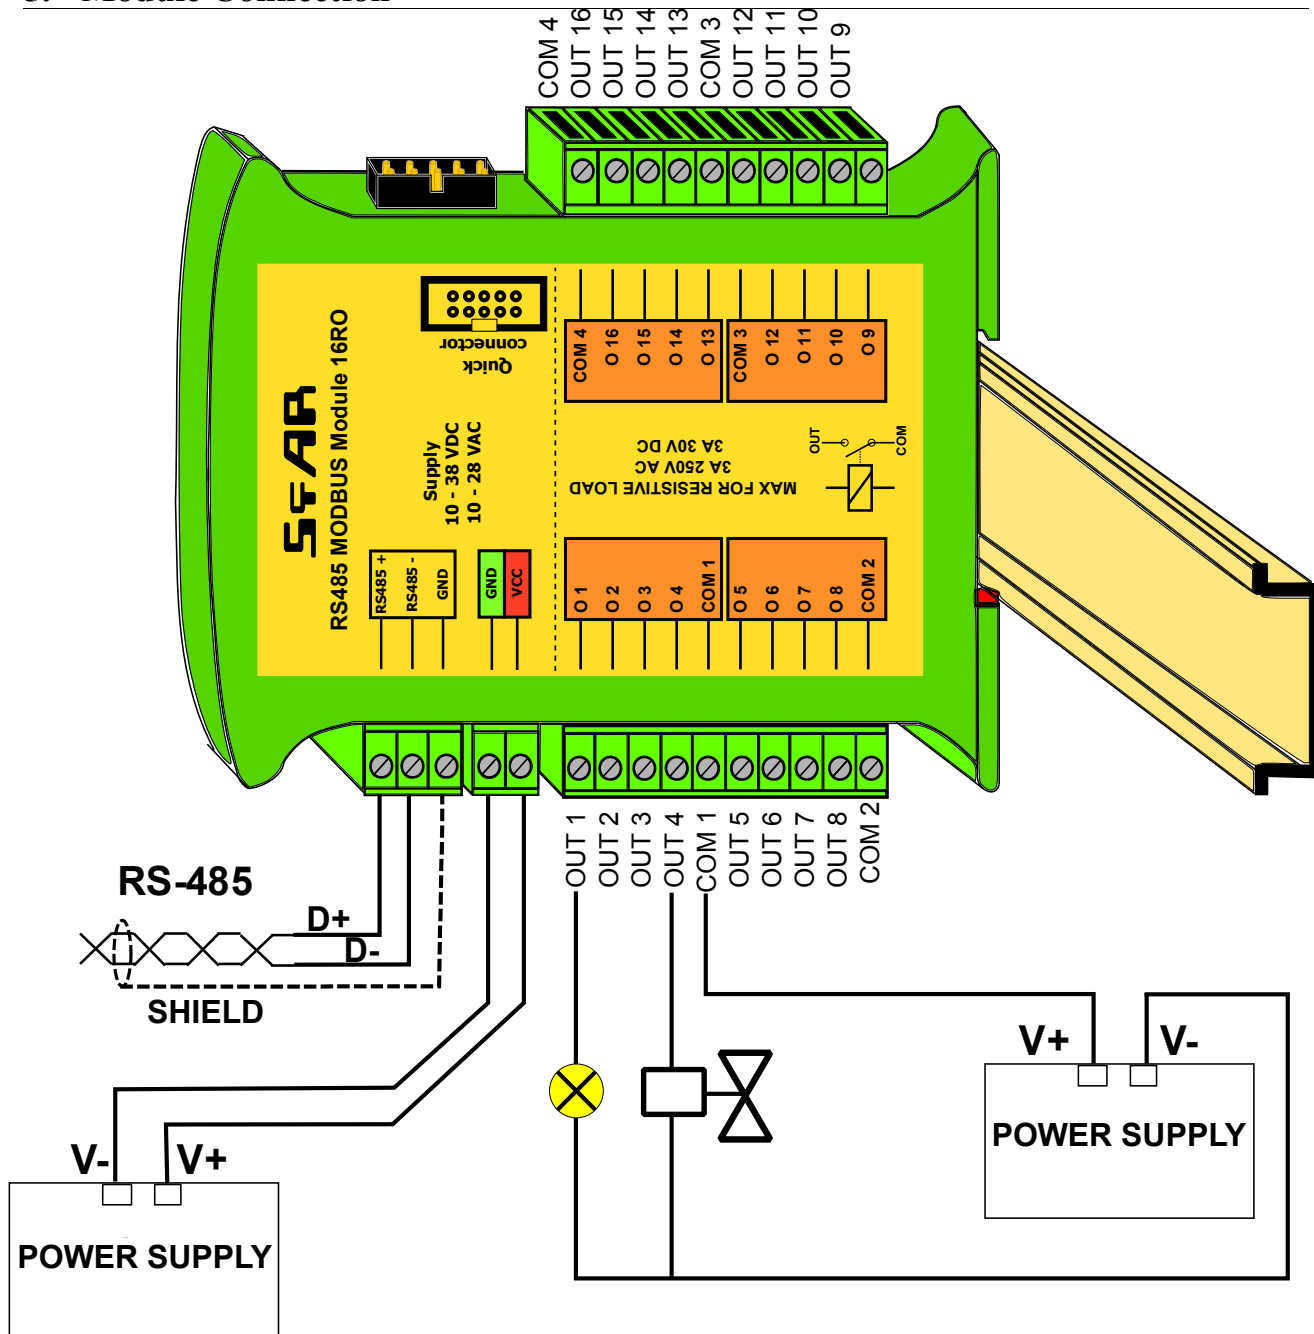 COM 4
OUT 16
OUT 15
OUT 14
OUT 13
COM 3
OUT 12
OUT 11
OUT 10
OUT 9
SfAR
RS485 MODBUS Module 16RO
Quick
connector
Supply
10 - 38 VDC
10 - 28 VAC
COM 4
O 16
O 15
O 14
O 13
COM 3
O 12
O 11
O 10
O 9
MAX FOR RESISTIVE LOAD
3A 250V AC
3A 30V DC
OUT
COM
RS485 +
RS485 -
GND
GND
VCC
O 1
O 2
O 3
O 4
COM 1
O 5
O 6
O 7
O 8
COM 2
OUT 1
OUT 2
OUT 3
OUT 4
COM 1
OUT 5
OUT 6
OUT 7
OUT 8
COM 2
RS-485
D+
D-
SHIELD
V-
V+
POWER SUPPLY
V+
V-
POWER SUPPLY